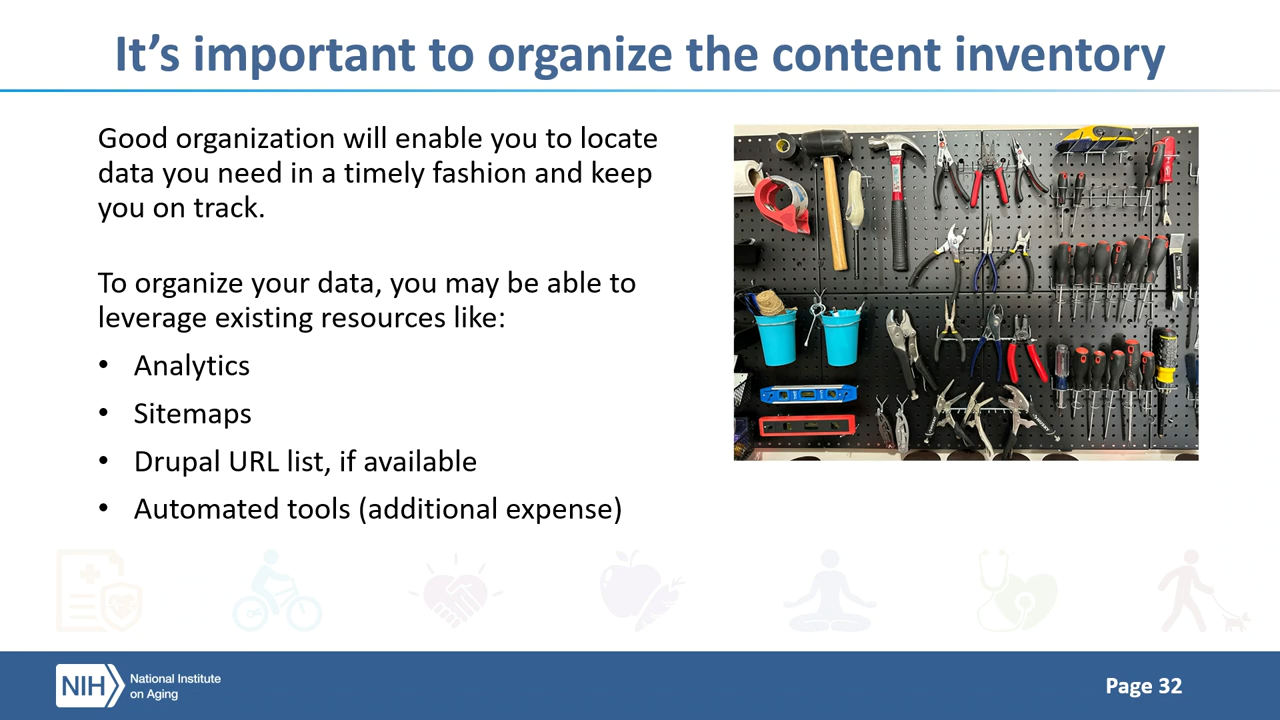 It’s important to organize the content inventory
Good organization will enable you to locate
data you need in a timely fashion and keep
you on track.
To organize your data, you may be able to
leverage existing resources like:
• Analytics
• Sitemaps
• Drupal URL list, if available
• Automated tools (additional expense)
NIH
National Institute
on Aging
Page 32